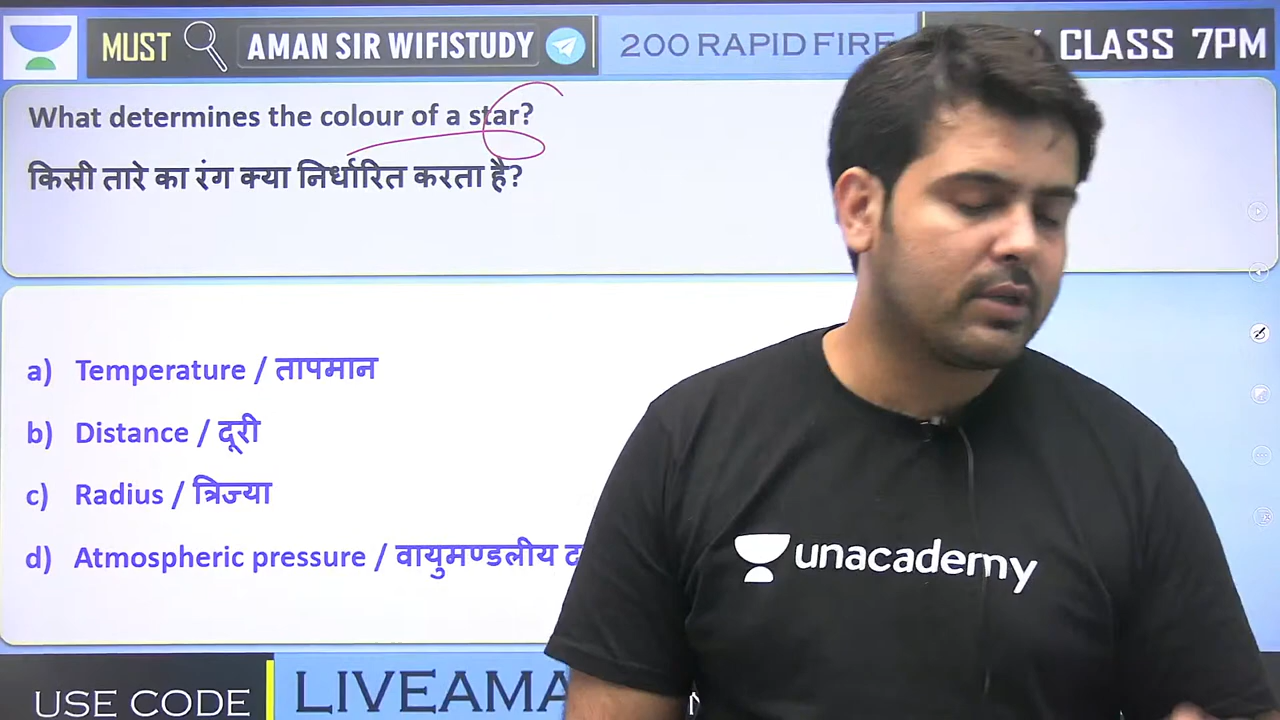 MUST AMAN SIR WIFISTUDY 200 RAPID FIRE CLASS 7PM
What determines the colour of a star?
किसी तारे का रंग क्या निर्धारित करता है?
a) Temperature / तापमान
b) Distance / दूरी
c) Radius / त्रिज्या
d) Atmospheric pressure / वायुमण्डलीय
unacademy
USE CODE LIVEAMA